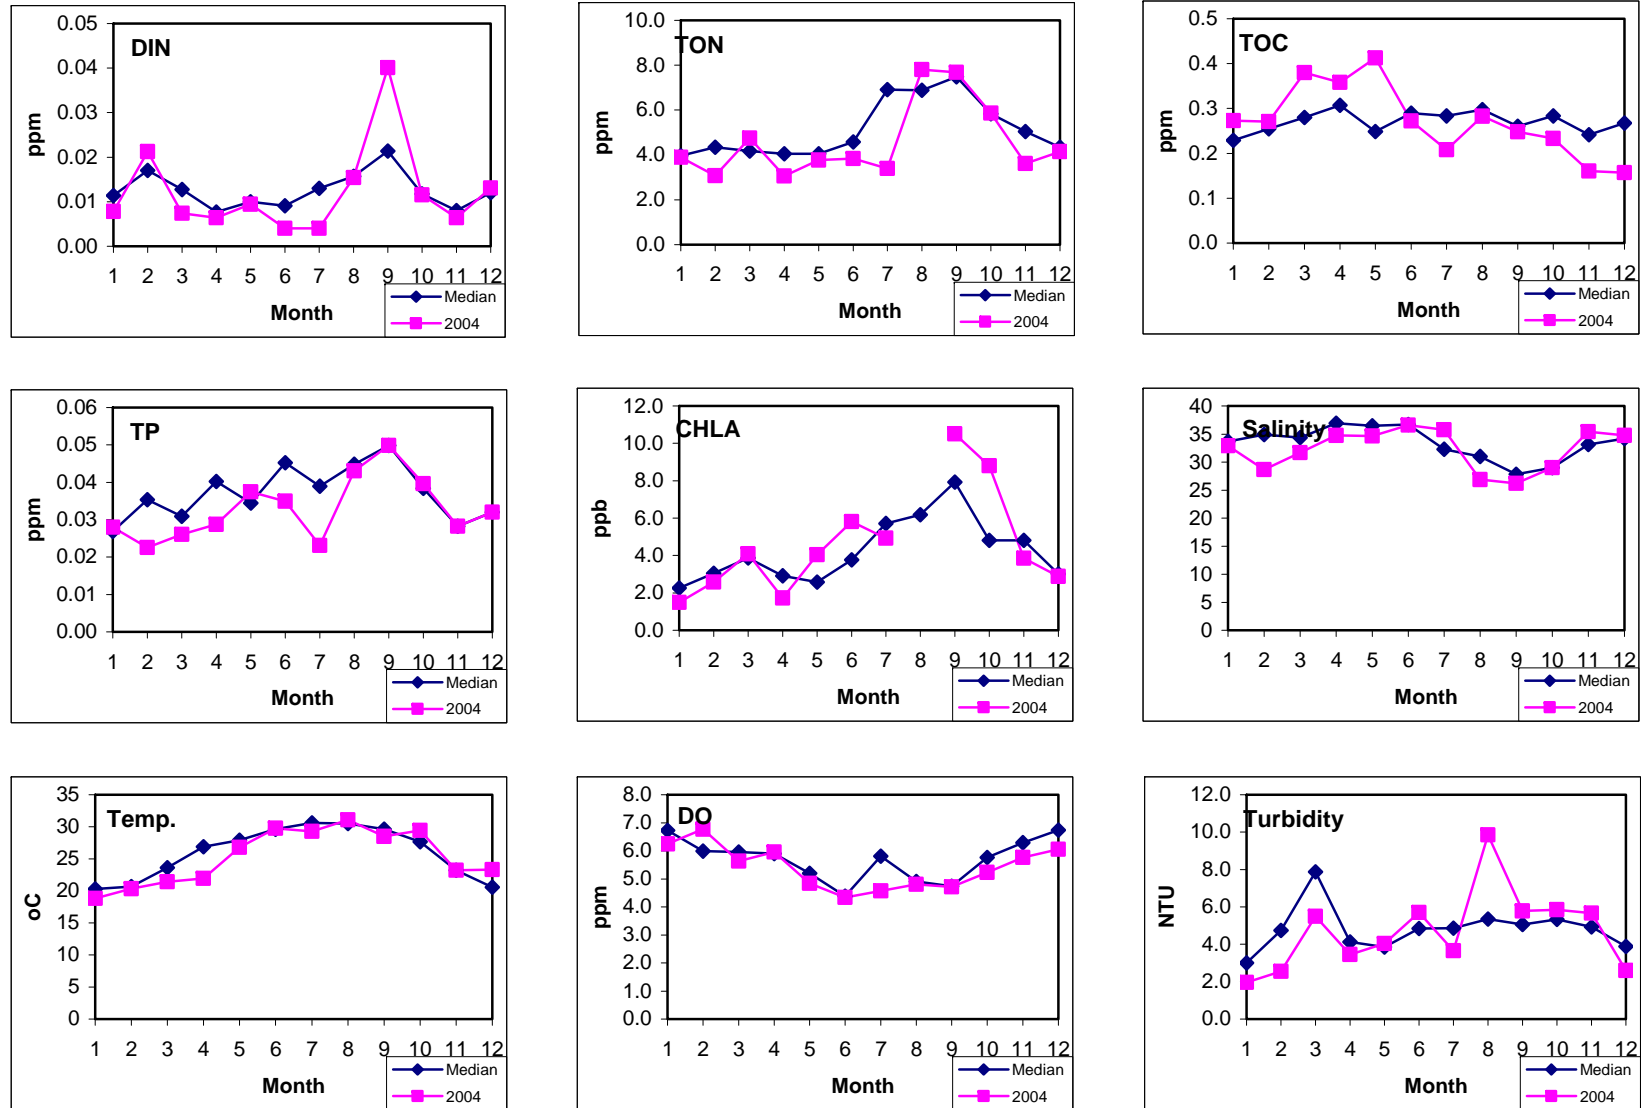 DIN
0.05
0.04
0.03
0.02
0.01
0.00
ppm
1 2 3 4 5 6 7 8 9 10 11 12
Month
Median
2004
TON
10.0
8.0
6.0
4.0
2.0
0.0
ppm
1 2 3 4 5 6 7 8 9 10 11 12
Month
Median
2004
TOC
0.5
0.4
0.3
0.2
0.1
0.0
ppm
1 2 3 4 5 6 7 8 9 10 11 12
Month
Median
2004
TP
0.06
0.05
0.04
0.03
0.02
0.01
0.00
ppm
1 2 3 4 5 6 7 8 9 10 11 12
Month
Median
2004
CHLA
12.0
10.0
8.0
6.0
4.0
2.0
0.0
ppb
1 2 3 4 5 6 7 8 9 10 11 12
Month
Median
2004
Salinity
40
35
30
25
20
15
10
5
0
1 2 3 4 5 6 7 8 9 10 11 12
Month
Median
2004
Temp.
35
30
25
20
15
10
5
0
oC
1 2 3 4 5 6 7 8 9 10 11 12
Month
Median
2004
DO
8.0
7.0
6.0
5.0
4.0
3.0
2.0
1.0
0.0
ppm
1 2 3 4 5 6 7 8 9 10 11 12
Month
Median
2004
Turbidity
12.0
10.0
8.0
6.0
4.0
2.0
0.0
NTU
1 2 3 4 5 6 7 8 9 10 11 12
Month
Median
2004